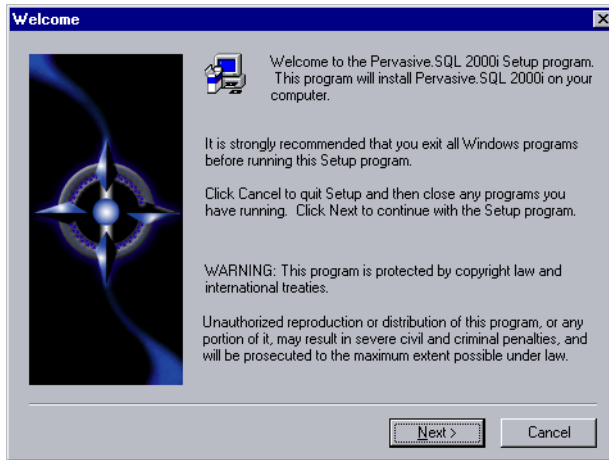 Welcome
Welcome to the Pervasive.SQL 2000i Setup program.
This program will install Pervasive.SQL 2000i on your
computer.
It is strongly recommended that you exit all Windows programs
before running this Setup program.
Click Cancel to quit Setup and then close any programs you
have running. Click Next to continue with the Setup program.
WARNING: This program is protected by copyright law and
international treaties.
Unauthorized reproduction or distribution of this program, or any
portion of it, may result in severe civil and criminal penalties, and
will be prosecuted to the maximum extent possible under law.
Next >
Cancel